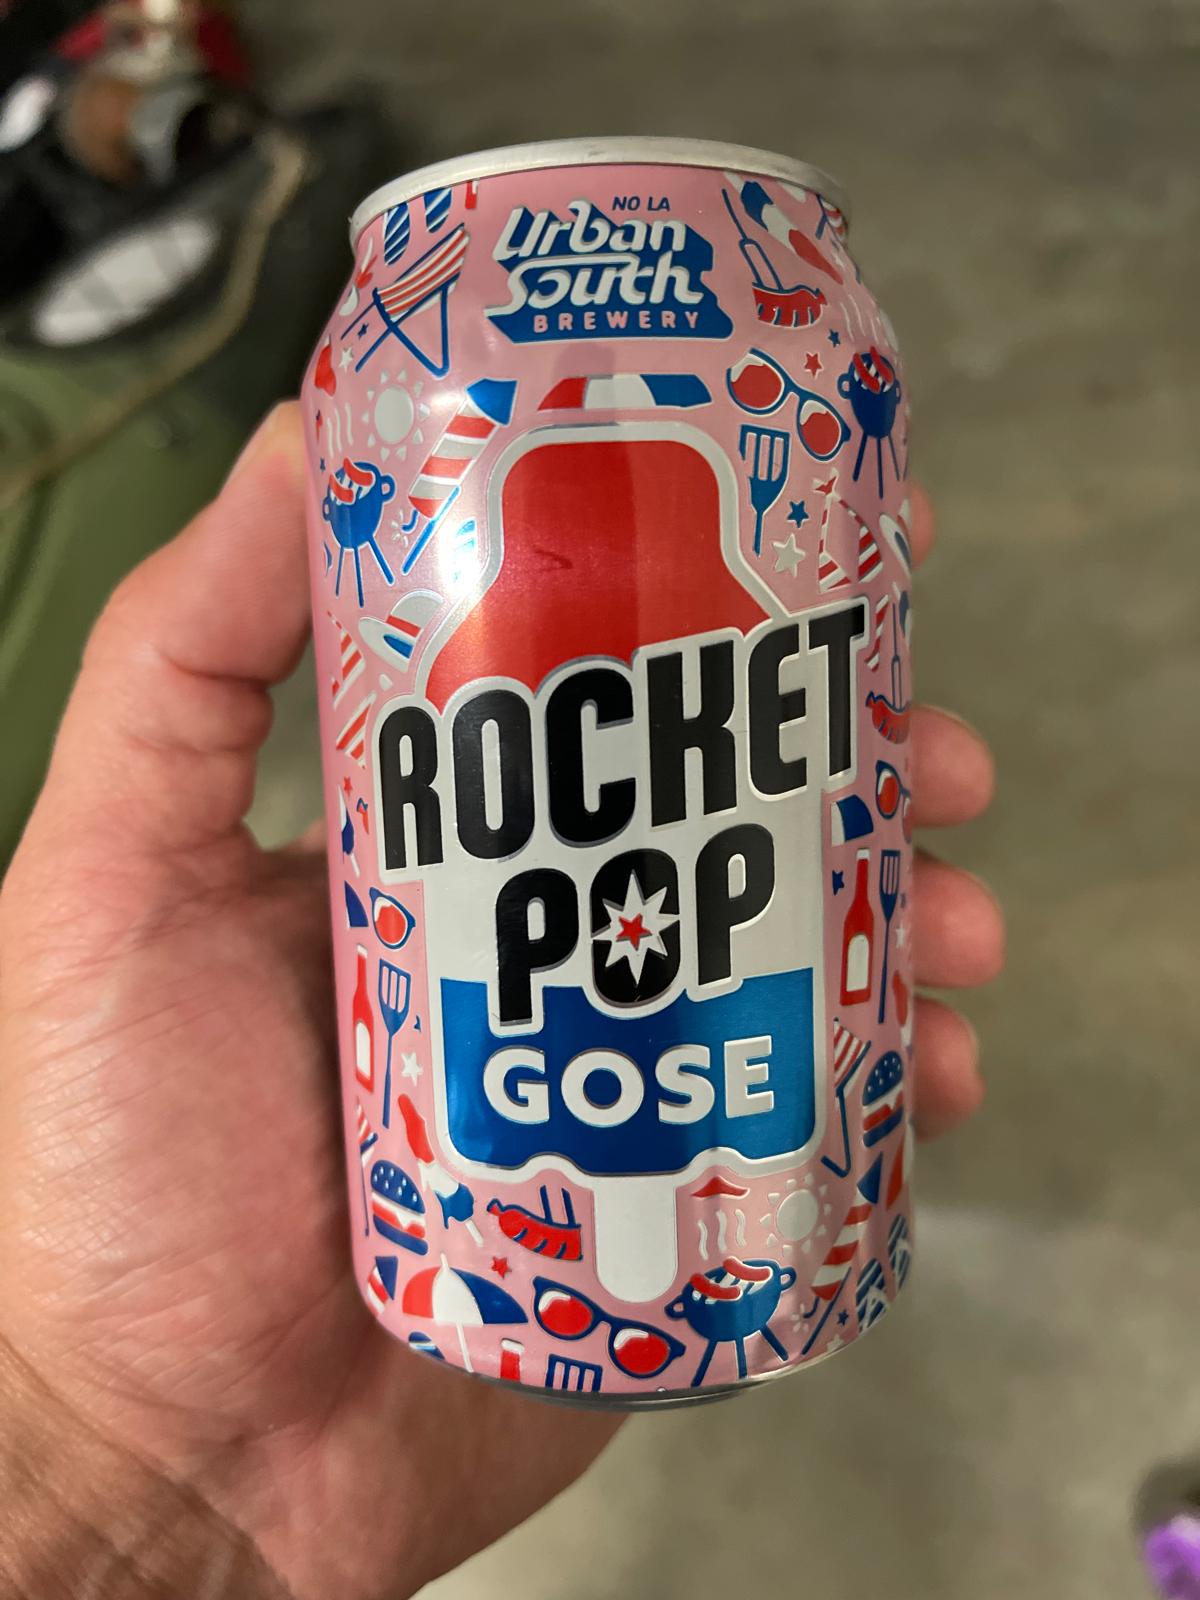 NO LA
Urban
South
BREWERY
ROCKET
POP
GOSE